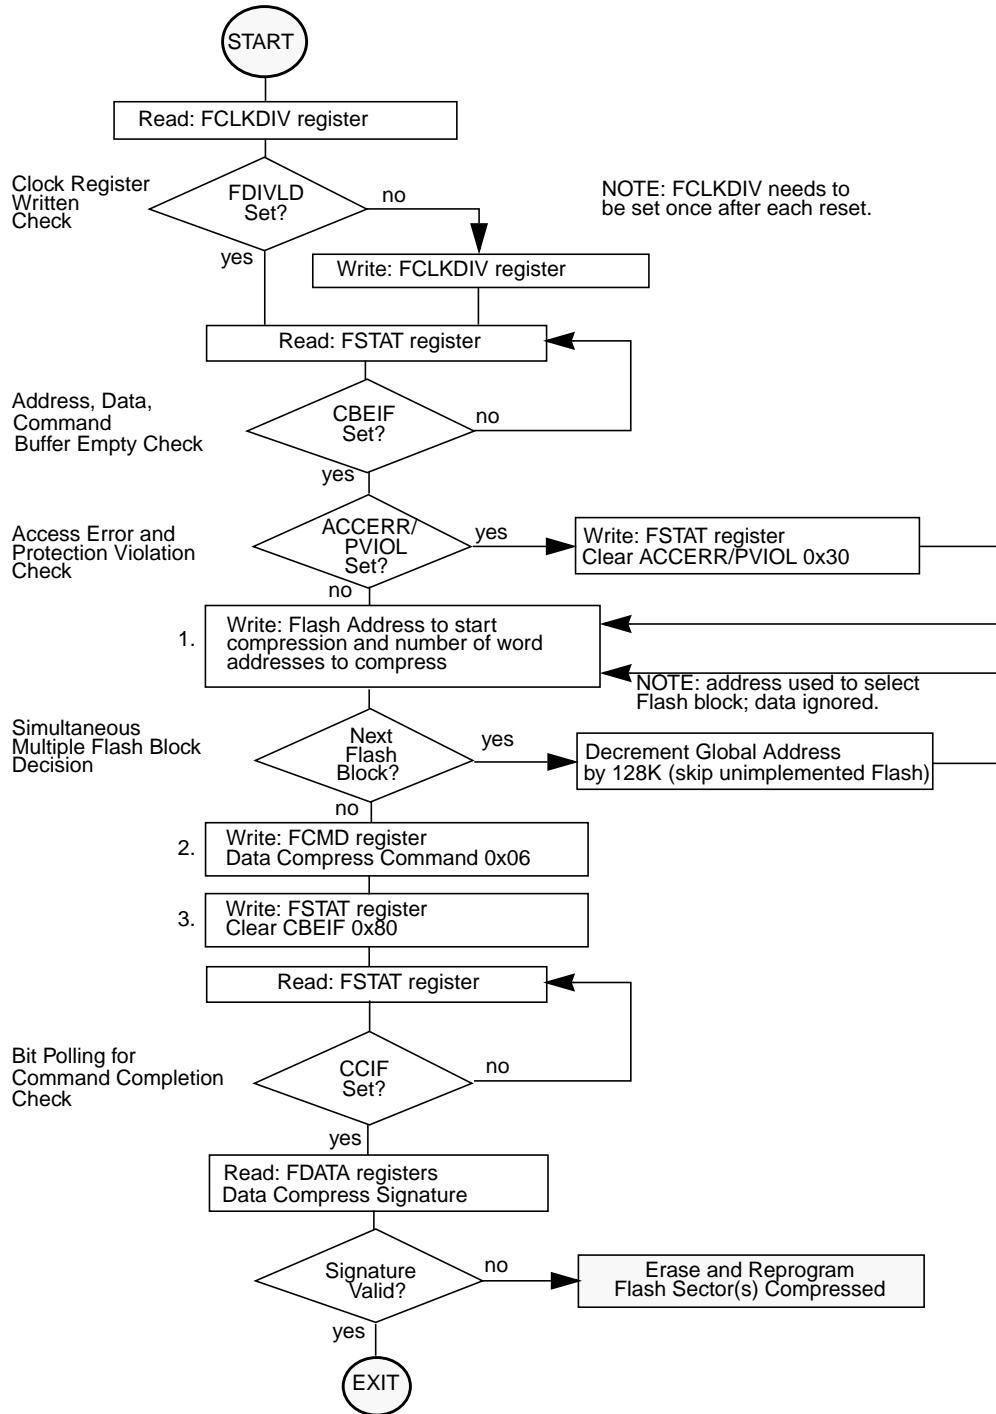 START
Read: FCLKDIV register
Clock Register
Written
Check
FDIVLD
Set?
no
yes
NOTE: FCLKDIV needs to
be set once after each reset.
Write: FCLKDIV register
Read: FSTAT register
Address, Data,
Command
Buffer Empty Check
CBEIF
Set?
no
yes
Access Error and
Protection Violation
Check
ACCERR/
PVIOL
Set?
yes
no
Write: FSTAT register
Clear ACCERR/PVIOL 0x30
1.
Write: Flash Address to start
compression and number of word
addresses to compress
NOTE: address used to select
Flash block; data ignored.
Simultaneous
Multiple Flash Block
Decision
Next
Flash
Block?
yes
no
Decrement Global Address
by 128K (skip unimplemented Flash)
2.
Write: FCMD register
Data Compress Command 0x06
3.
Write: FSTAT register
Clear CBEIF 0x80
Read: FSTAT register
Bit Polling for
Command Completion
Check
CCIF
Set?
no
yes
Read: FDATA registers
Data Compress Signature
Signature
Valid?
no
yes
Erase and Reprogram
Flash Sector(s) Compressed
EXIT